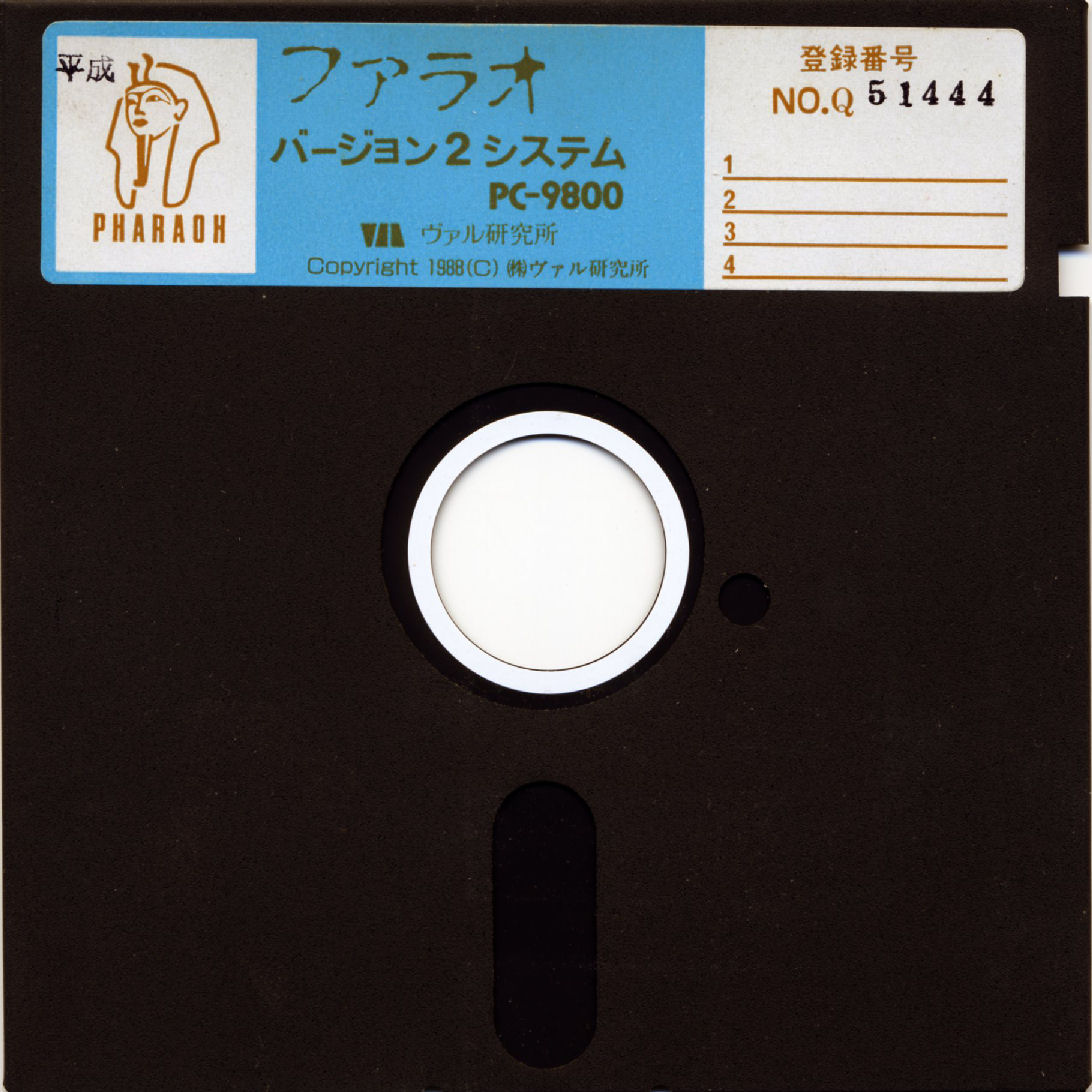 平成
PHARAOH
ファラオ
バージョン2 システム
PC-9800
VAL ヴァル研究所
Copyright 1988(C) ㈱ヴァル研究所
登録番号
NO.Q 51444
1
2
3
4